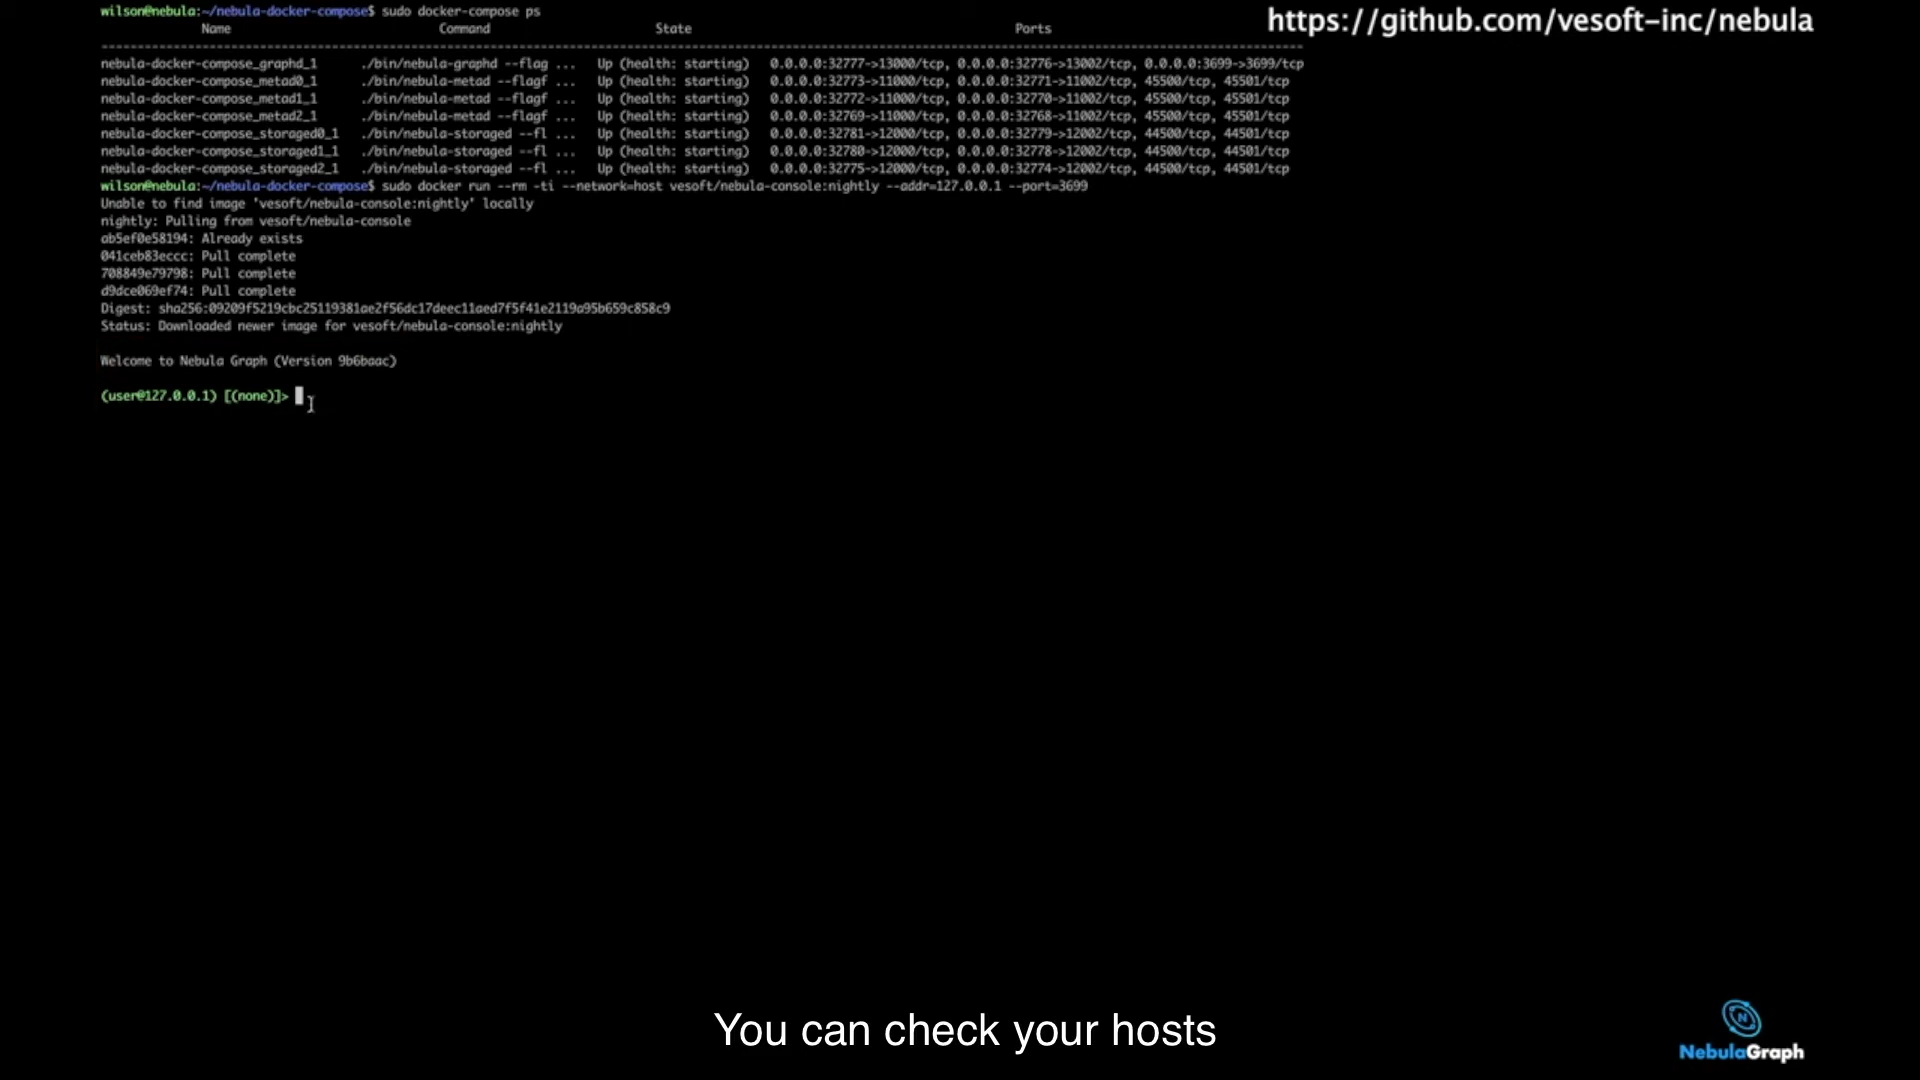 wilson@nebula:~/nebula-docker-compose$ sudo docker-compose ps
https://github.com/vesoft-inc/nebula
Name Command State Ports
--------------------------------------------------------------------------------
nebula-docker-compose_graphd_1 ./bin/nebula-graphd --flag ... Up (health: starting) 0.0.0.0:32777->13000/tcp, 0.0.0.0:32776->13002/tcp, 0.0.0.0:3699->3699/tcp
nebula-docker-compose_metad0_1 ./bin/nebula-metad --flagf ... Up (health: starting) 0.0.0.0:32773->11000/tcp, 0.0.0.0:32771->11002/tcp, 45500/tcp, 45501/tcp
nebula-docker-compose_metad1_1 ./bin/nebula-metad --flagf ... Up (health: starting) 0.0.0.0:32772->11000/tcp, 0.0.0.0:32770->11002/tcp, 45500/tcp, 45501/tcp
nebula-docker-compose_metad2_1 ./bin/nebula-metad --flagf ... Up (health: starting) 0.0.0.0:32769->11000/tcp, 0.0.0.0:32768->11002/tcp, 45500/tcp, 45501/tcp
nebula-docker-compose_storaged0_1 ./bin/nebula-storaged --fl ... Up (health: starting) 0.0.0.0:32781->12000/tcp, 0.0.0.0:32779->12002/tcp, 44500/tcp, 44501/tcp
nebula-docker-compose_storaged1_1 ./bin/nebula-storaged --fl ... Up (health: starting) 0.0.0.0:32780->12000/tcp, 0.0.0.0:32778->12002/tcp, 44500/tcp, 44501/tcp
nebula-docker-compose_storaged2_1 ./bin/nebula-storaged --fl ... Up (health: starting) 0.0.0.0:32775->12000/tcp, 0.0.0.0:32774->12002/tcp, 44500/tcp, 44501/tcp
wilson@nebula:~/nebula-docker-compose$ sudo docker run --rm -ti --network=host vesoft/nebula-console:nightly --addr=127.0.0.1 --port=3699
Unable to find image 'vesoft/nebula-console:nightly' locally
nightly: Pulling from vesoft/nebula-console
ab5ef0e58194: Already exists
041ceb83eccc: Pull complete
708849e79798: Pull complete
d9dce069ef74: Pull complete
Digest: sha256:09209f5219cbc25119381ae2f56dc17deec11aed7f5f41e2119a95b659c858c9
Status: Downloaded newer image for vesoft/nebula-console:nightly
Welcome to Nebula Graph (Version 9b6baac)
(user@127.0.0.1) [(none)]>
You can check your hosts
NebulaGraph